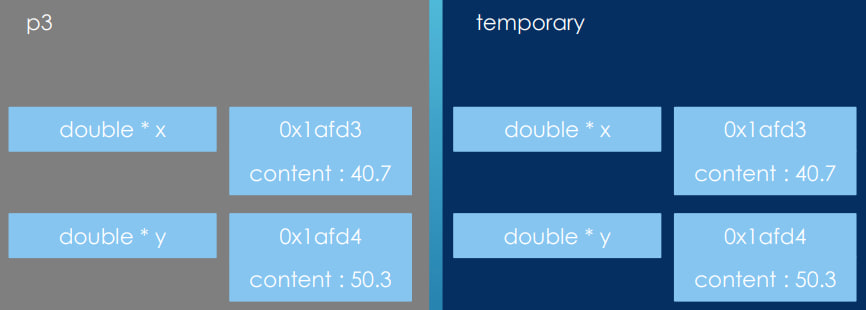 p3
double * x
0x1afd3
content : 40.7
double * y
0x1afd4
content : 50.3
temporary
double * x
0x1afd3
content : 40.7
double * y
0x1afd4
content : 50.3